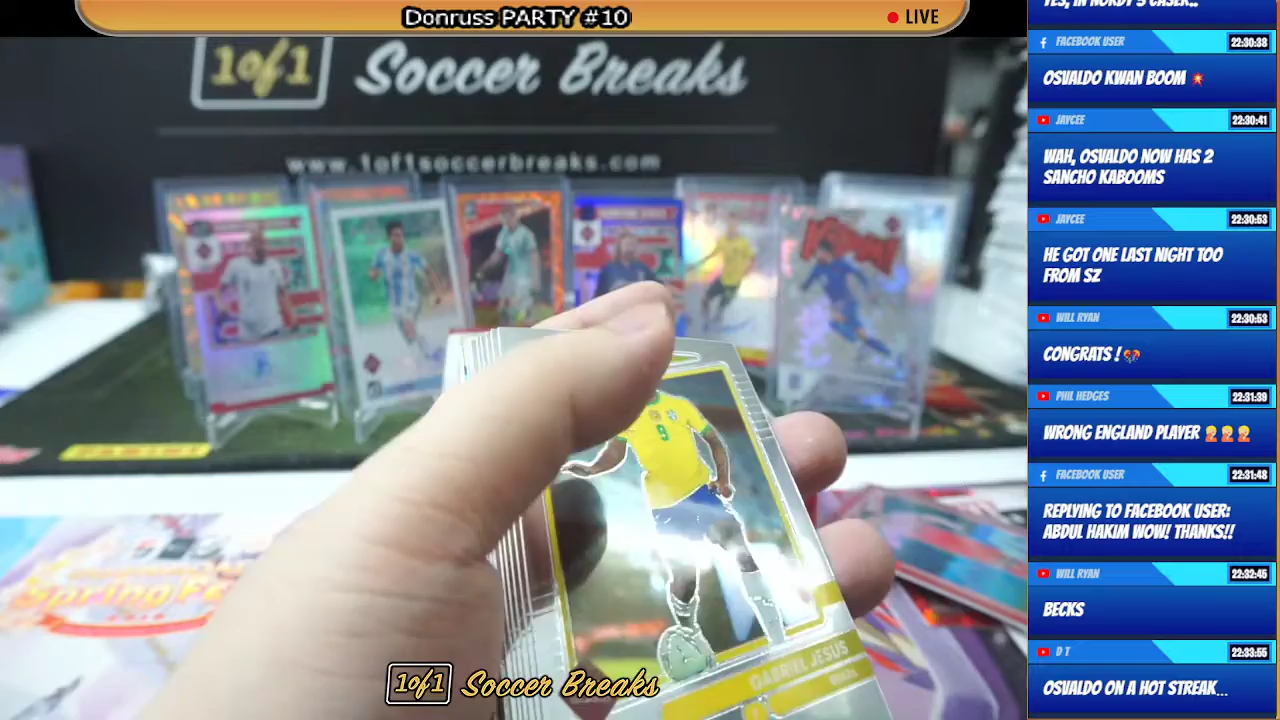 Donruss PARTY #10
LIVE
1of1 Soccer Breaks
www.1of1soccerbreaks.com
9
GABRIEL JESUS
BRAZIL
1of1 Soccer Breaks
FACEBOOK USER 22:30:38
OSVALDO KWAN BOOM 💥
JAYCEE 22:30:41
WAH, OSVALDO NOW HAS 2
SANCHO KABOOMS
JAYCEE 22:30:53
HE GOT ONE LAST NIGHT TOO
FROM SZ
WILL RYAN 22:30:53
CONGRATS ! 🎊
PHIL HEDGES 22:31:39
WRONG ENGLAND PLAYER 🤦🤦🤦
FACEBOOK USER 22:31:48
REPLYING TO FACEBOOK USER:
ABDUL HAKIM WOW! THANKS!!
WILL RYAN 22:32:45
BECKS
D T 22:33:55
OSVALDO ON A HOT STREAK...